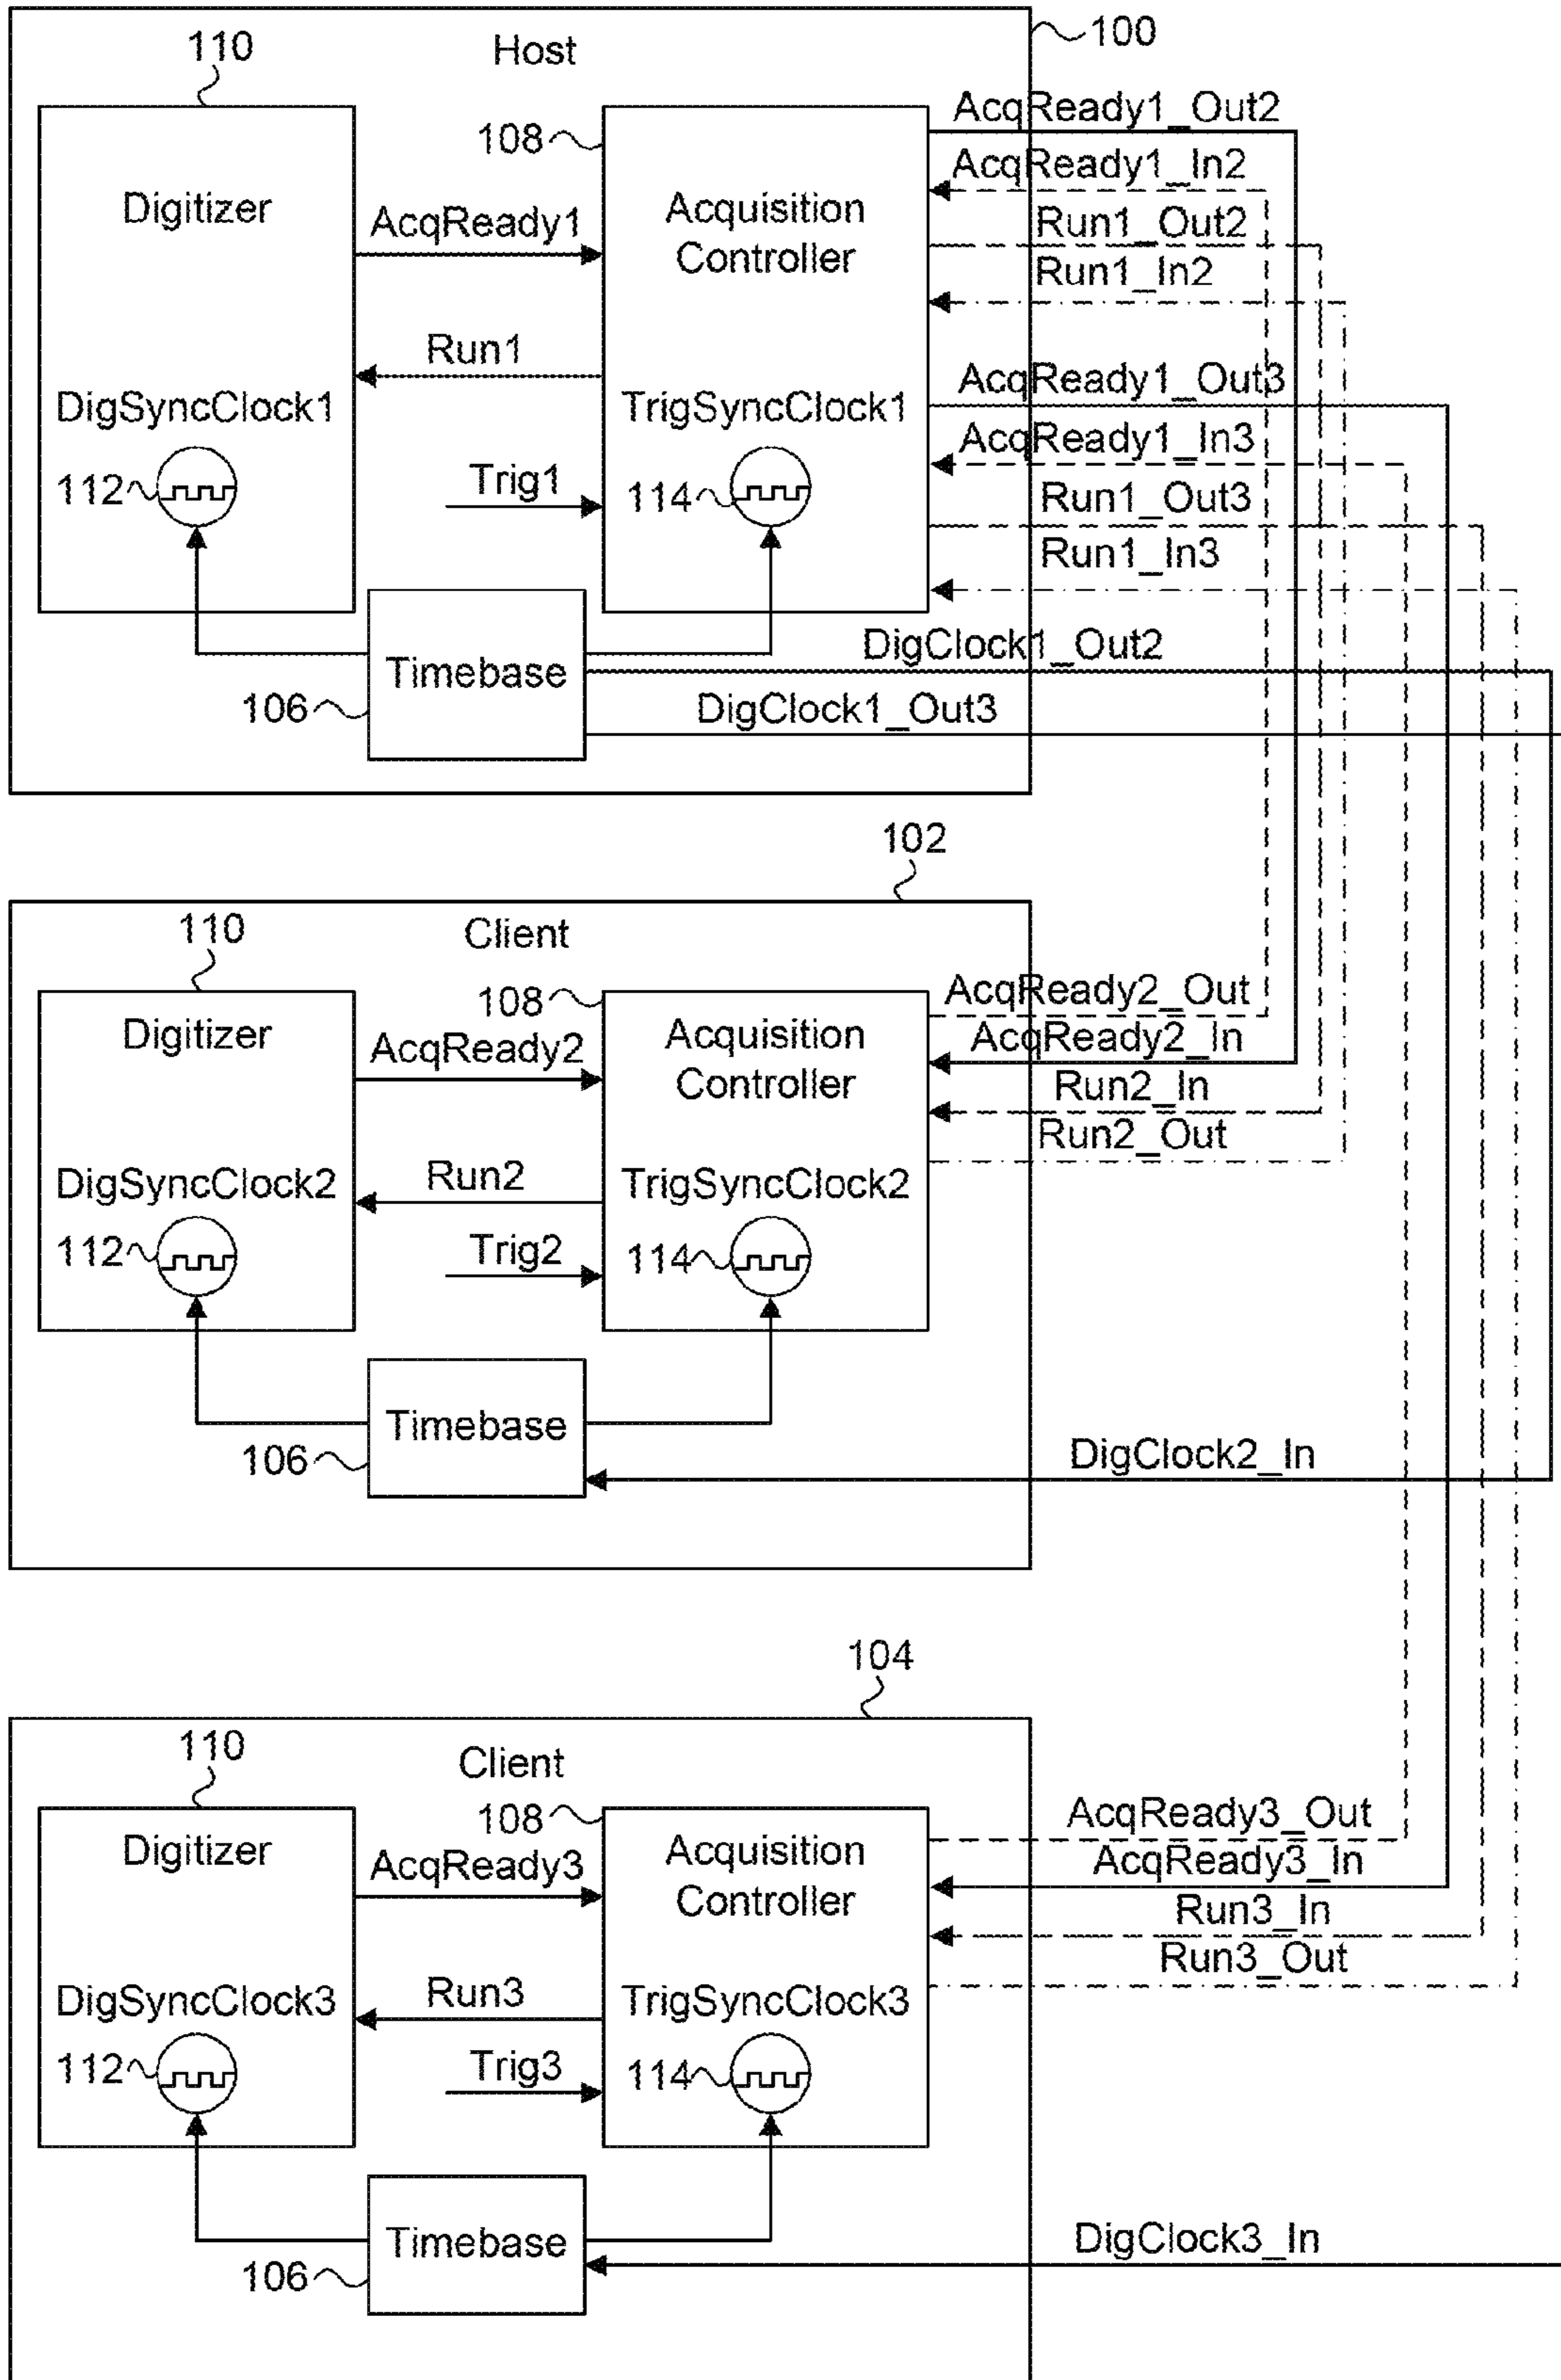 100
110
Host
AcqReady1_Out2
108
AcqReady1_In2
Digitizer
Acquisition
Controller
AcqReady1
Run1_Out2
Run1_In2
Run1
AcqReady1_Out3
DigSyncClock1
TrigSyncClock1
AcqReady1_In3
112
Trig1
114
Run1_Out3
Run1_In3
DigClock1_Out2
Timebase
106
DigClock1_Out3
102
110
Client
108
AcqReady2_Out
Digitizer
Acquisition
Controller
AcqReady2
AcqReady2_In
Run2_In
Run2_Out
DigSyncClock2
Run2
TrigSyncClock2
112
Trig2
114
Timebase
106
DigClock2_In
104
110
Client
108
AcqReady3_Out
Digitizer
Acquisition
Controller
AcqReady3
AcqReady3_In
Run3_In
Run3_Out
DigSyncClock3
Run3
TrigSyncClock3
112
Trig3
114
Timebase
106
DigClock3_In